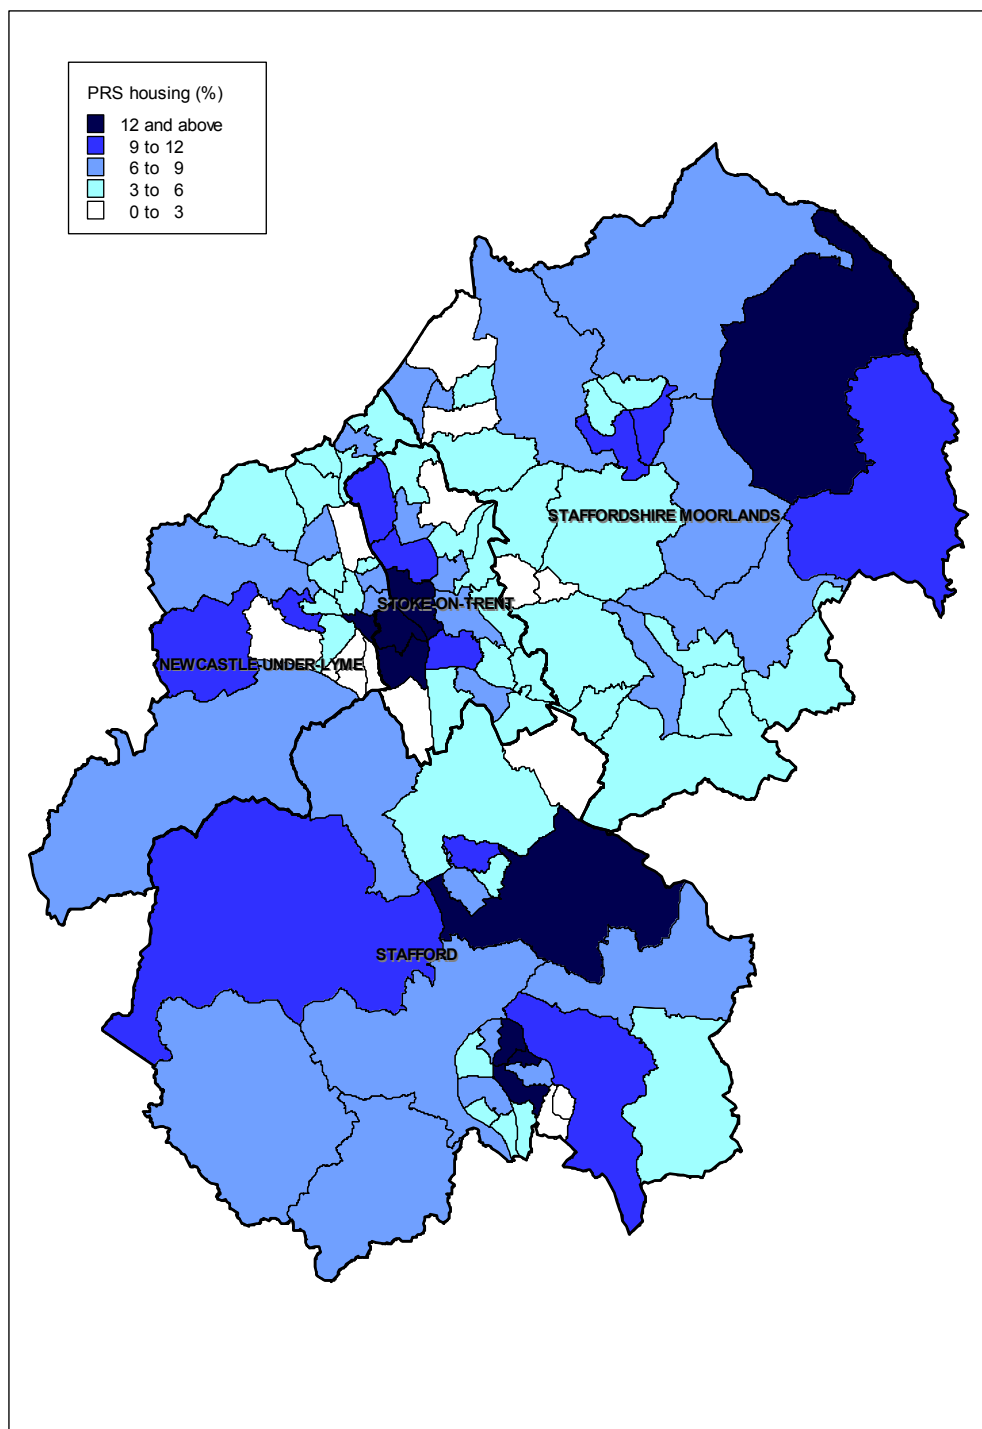 PRS housing (%)
12 and above
9 to 12
6 to 9
3 to 6
0 to 3
STAFFORDSHIRE MOORLANDS
STOKE-ON-TRENT
NEWCASTLE-UNDER-LYME
STAFFORD